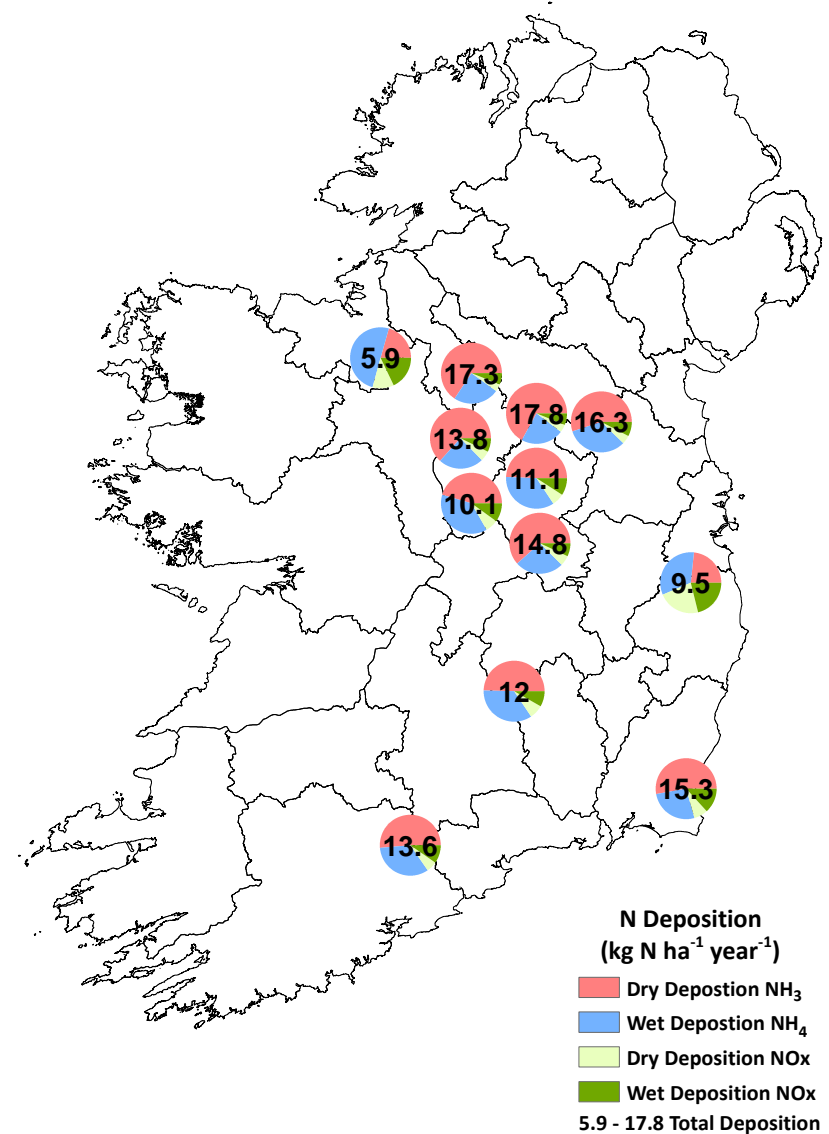 5.9
17.3
17.8
16.3
13.8
11.1
10.1
14.8
9.5
12
15.3
13.6
N Deposition
(kg N ha⁻¹ year⁻¹)
Dry Depostion NH₃
Wet Depostion NH₄
Dry Deposition NOx
Wet Deposition NOx
5.9 - 17.8 Total Deposition